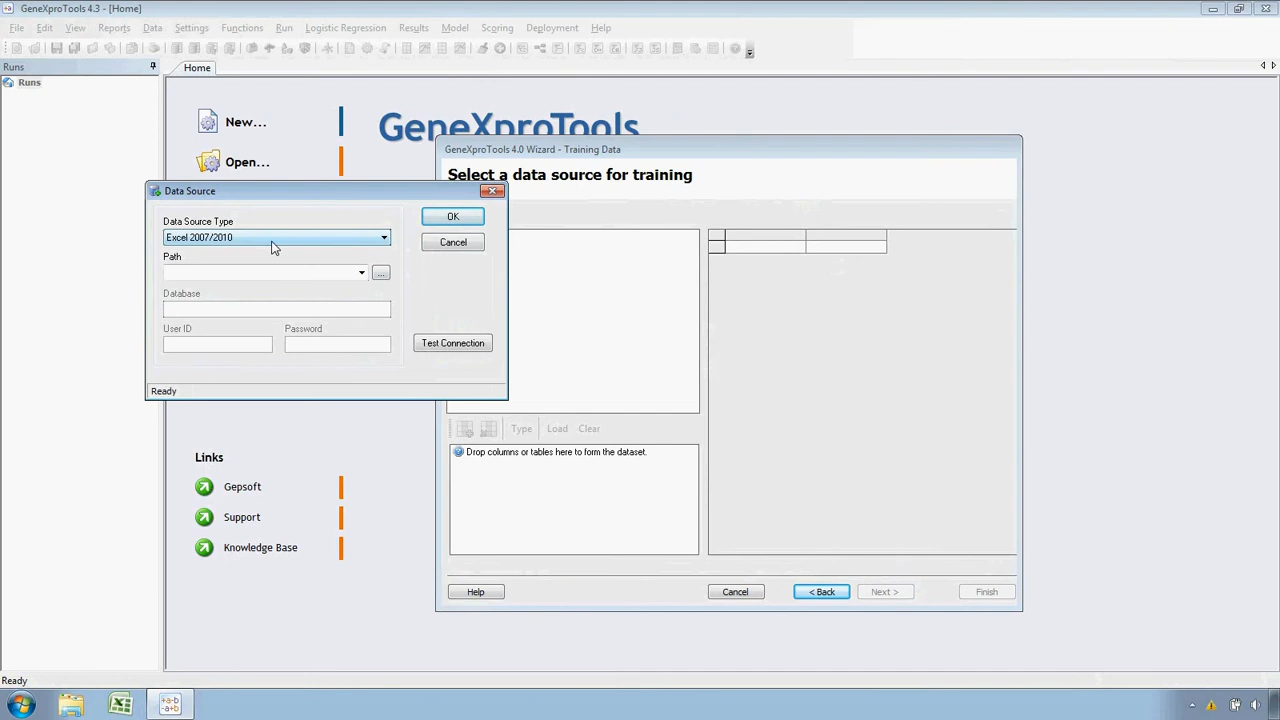 GeneXproTools 4.3 - [Home]
File Edit View Reports Data Settings Functions Run Logistic Regression Results Model Scoring Deployment Help
Runs
Home
Runs
New...
GeneXproTools
GeneXproTools 4.0 Wizard - Training Data
Open...
Select a data source for training
Data Source
Data Source Type
OK
Excel 2007/2010
Cancel
Path
...
Database
User ID Password
Test Connection
Ready
Type Load Clear
Drop columns or tables here to form the dataset.
Links
Gepsoft
Support
Knowledge Base
Help Cancel < Back Next > Finish
Ready